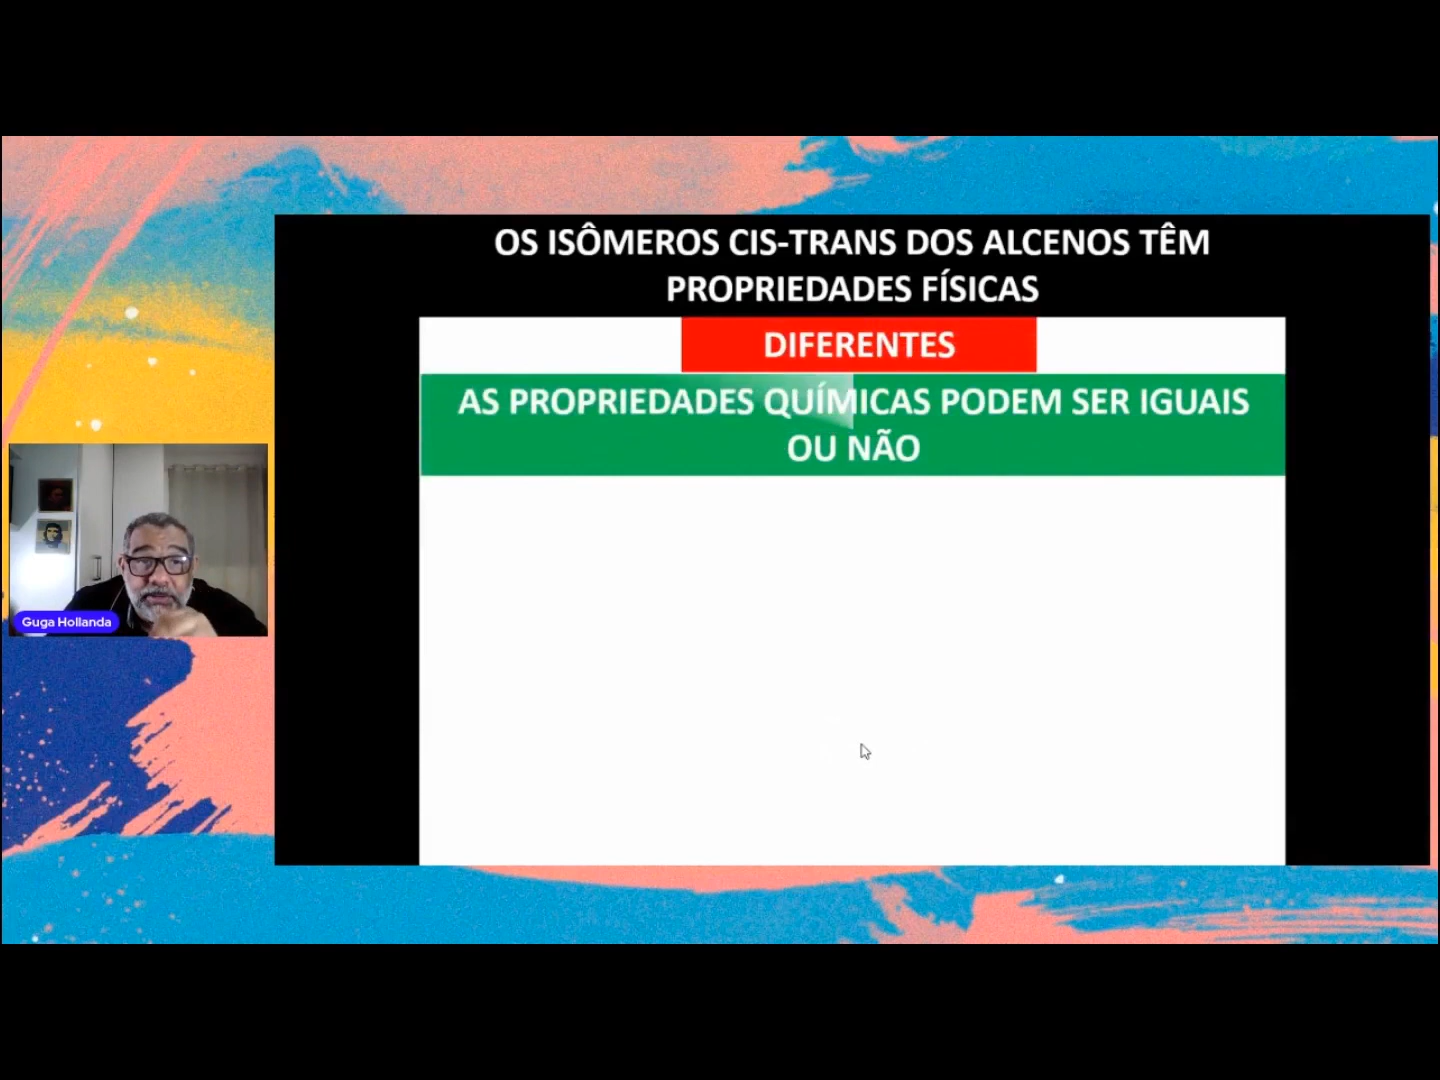 OS ISÔMEROS CIS-TRANS DOS ALCENOS TÊM
PROPRIEDADES FÍSICAS
DIFERENTES
AS PROPRIEDADES QUÍMICAS PODEM SER IGUAIS
OU NÃO
Guga Hollanda